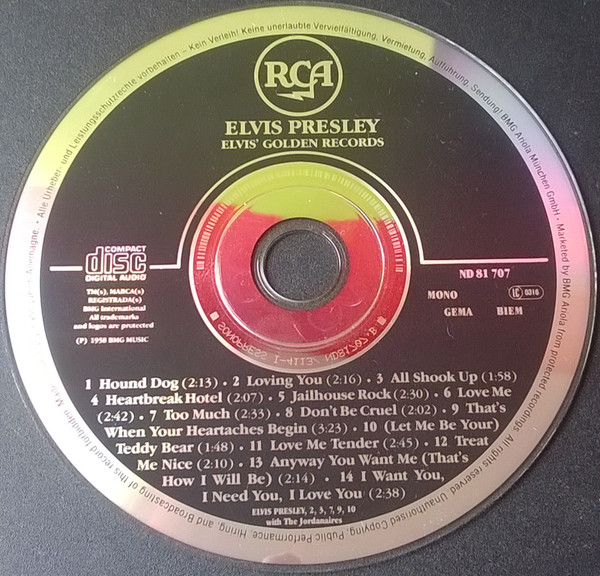 • Alle Urheber- und Leistungsschutzrechte vorbehalten – Kein Verleih! Keine unerlaubte Vervielfältigung, Vermietung, Aufführung, Sendung! BMG Ariola München GmbH • Marketed by BMG Ariola
from protected recordings. All rights reserved. Unauthorised Copying, Public Performance, Hiring, and Broadcasting of this record forbidden.
RCA
ELVIS PRESLEY
ELVIS' GOLDEN RECORDS
COMPACT
disc
DIGITAL AUDIO
TM(s), MARCA(s)
REGISTRADA(s)
BMG International
All trademarks
and logos are protected
(P) 1958 BMG MUSIC
ND 81 707
MONO
LC 0316
GEMA BIEM
SONOPRESS I-4113/ ND81707 B
1 Hound Dog (2:13) • 2 Loving You (2:16) • 3 All Shook Up (1:58)
4 Heartbreak Hotel (2:07) • 5 Jailhouse Rock (2:30) • 6 Love Me
(2:42) • 7 Too Much (2:33) • 8 Don't Be Cruel (2:02) • 9 That's
When Your Heartaches Begin (3:23) • 10 (Let Me Be Your)
Teddy Bear (1:48) • 11 Love Me Tender (2:45) • 12 Treat
Me Nice (2:10) • 13 Anyway You Want Me (That's
How I Will Be) (2:14) • 14 I Want You,
I Need You, I Love You (2:38)
ELVIS PRESLEY, 2, 3, 7, 9, 10
with The Jordanaires